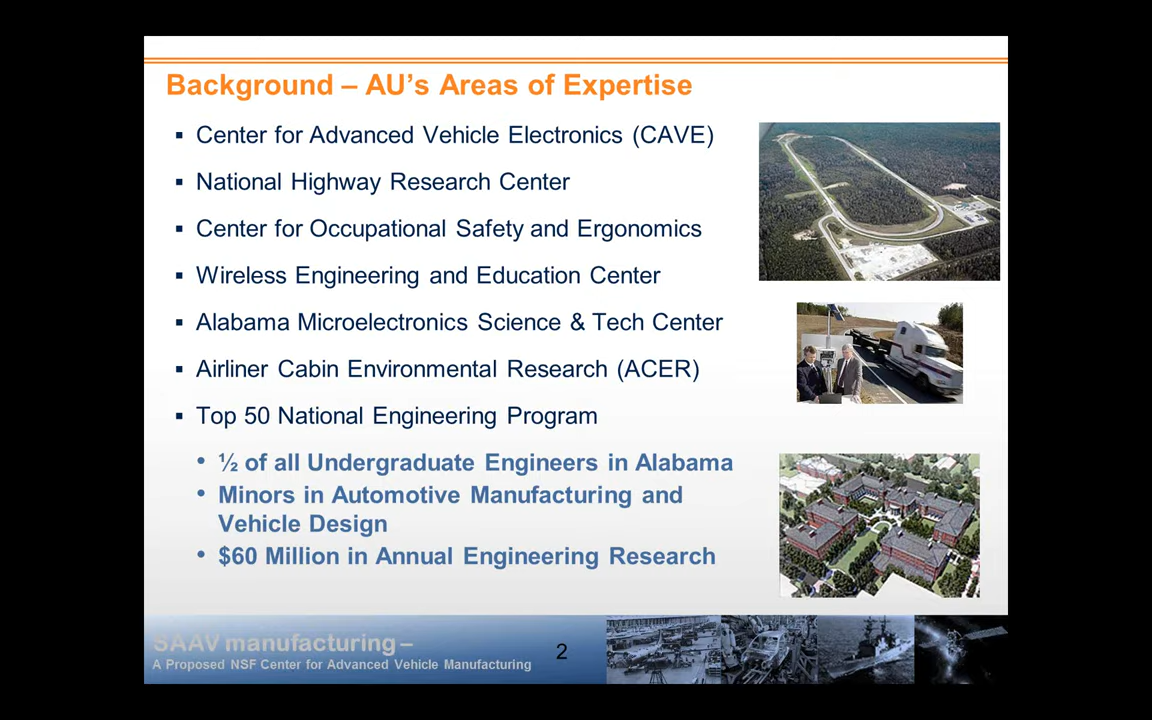 Background – AU's Areas of Expertise
▪ Center for Advanced Vehicle Electronics (CAVE)
▪ National Highway Research Center
▪ Center for Occupational Safety and Ergonomics
▪ Wireless Engineering and Education Center
▪ Alabama Microelectronics Science & Tech Center
▪ Airliner Cabin Environmental Research (ACER)
▪ Top 50 National Engineering Program
• ½ of all Undergraduate Engineers in Alabama
• Minors in Automotive Manufacturing and
Vehicle Design
• $60 Million in Annual Engineering Research
SAAV manufacturing –
A Proposed NSF Center for Advanced Vehicle Manufacturing
2